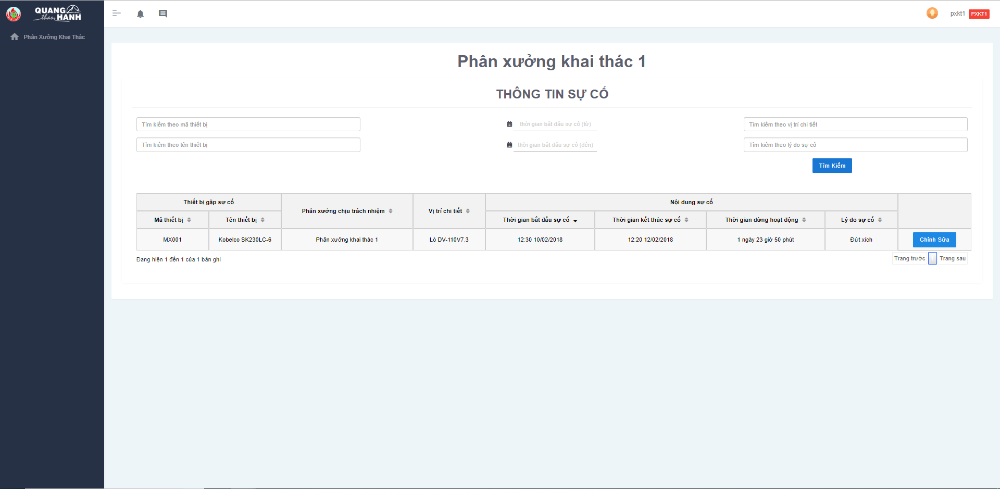 QUANG
than HANH
pxkt1 PXKT1
Phân Xưởng Khai Thác
Phân xưởng khai thác 1
THÔNG TIN SỰ CỐ
Tìm kiếm theo mã thiết bị
thời gian bắt đầu sự cố (từ)
Tìm kiếm theo vị trí chi tiết
Tìm kiếm theo tên thiết bị
thời gian bắt đầu sự cố (đến)
Tìm kiếm theo lý do sự cố
Tìm Kiếm
Thiết bị gặp sự cố
Phân xưởng chịu trách nhiệm
Vị trí chi tiết
Nội dung sự cố
Mã thiết bị
Tên thiết bị
Thời gian bắt đầu sự cố
Thời gian kết thúc sự cố
Thời gian dừng hoạt động
Lý do sự cố
MX001
Kobelco SK230LC-6
Phân xưởng khai thác 1
Lò DV-110V7.3
12:30 10/02/2018
12:20 12/02/2018
1 ngày 23 giờ 50 phút
Đứt xích
Chỉnh Sửa
Đang hiện 1 đến 1 của 1 bản ghi
Trang trước
Trang sau